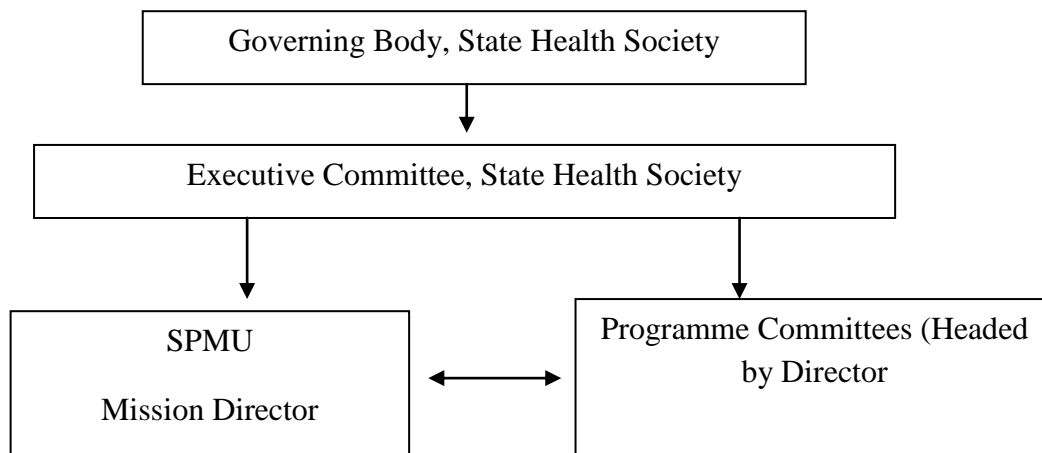 Governing Body, State Health Society
Executive Committee, State Health Society
SPMU
Mission Director
Programme Committees (Headed
by Director